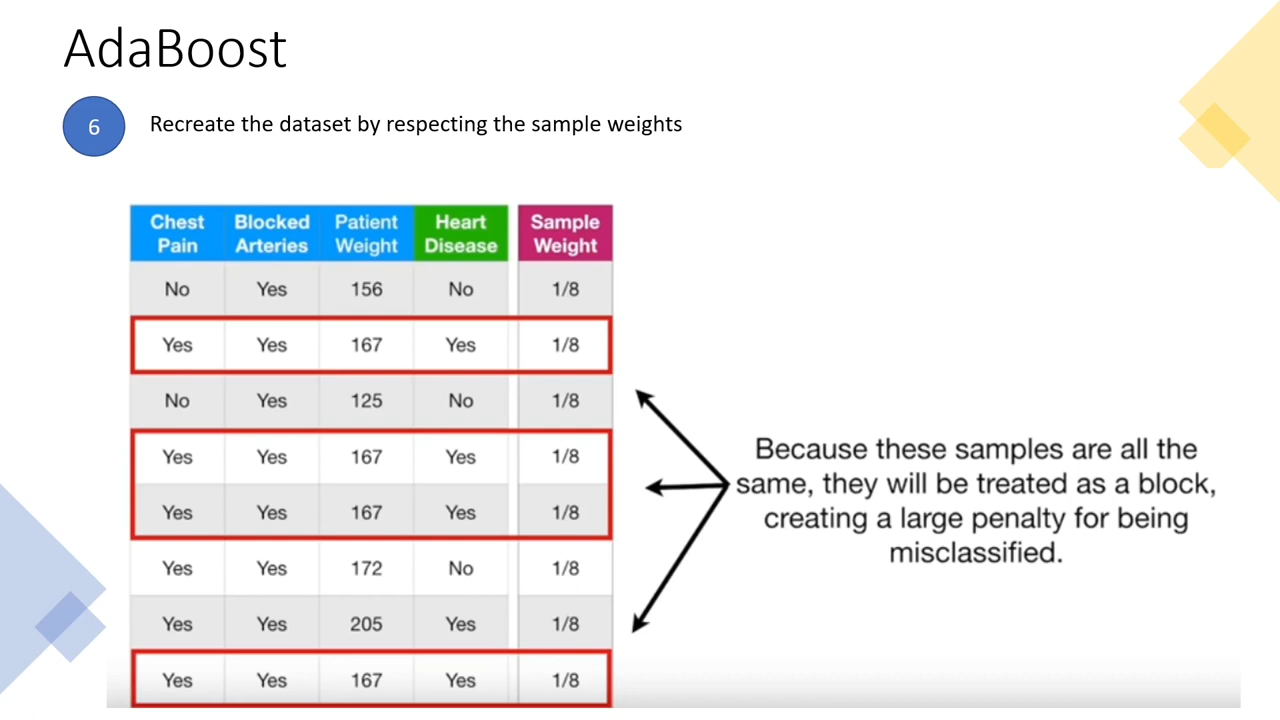 AdaBoost
6
Recreate the dataset by respecting the sample weights
Chest Pain Blocked Arteries Patient Weight Heart Disease Sample Weight
No Yes 156 No 1/8
Yes Yes 167 Yes 1/8
No Yes 125 No 1/8
Yes Yes 167 Yes 1/8
Yes Yes 167 Yes 1/8
Yes Yes 172 No 1/8
Yes Yes 205 Yes 1/8
Yes Yes 167 Yes 1/8
Because these samples are all the
same, they will be treated as a block,
creating a large penalty for being
misclassified.